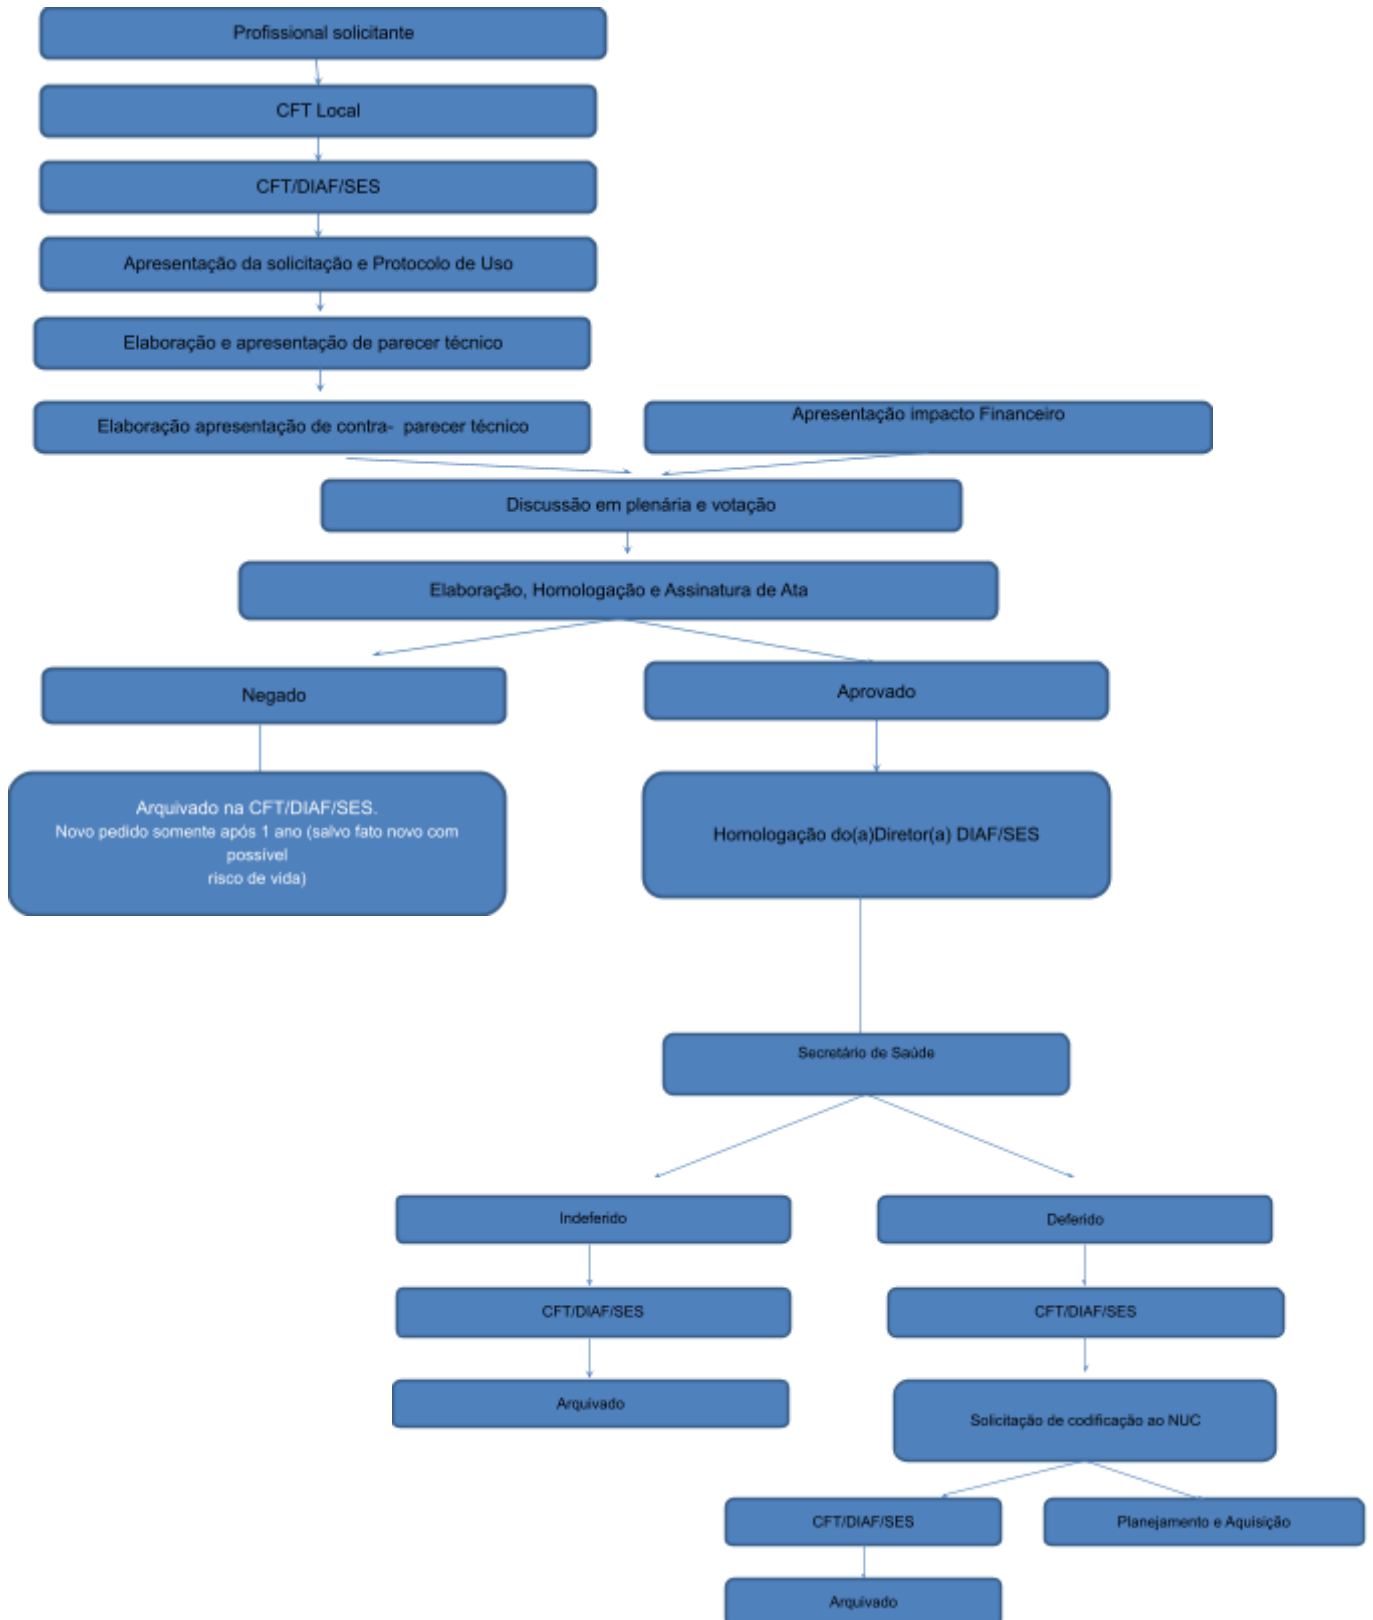 Profissional solicitante
CFT Local
CFT/DIAF/SES
Apresentação da solicitação e Protocolo de Uso
Elaboração e apresentação de parecer técnico
Elaboração apresentação de contra- parecer técnico
Apresentação impacto Financeiro
Discussão em plenária e votação
Elaboração, Homologação e Assinatura de Ata
Negado
Aprovado
Arquivado na CFT/DIAF/SES.
Novo pedido somente após 1 ano (salvo fato novo com
possível
risco de vida)
Homologação do(a)Diretor(a) DIAF/SES
Secretário de Saúde
Indeferido
Deferido
CFT/DIAF/SES
CFT/DIAF/SES
Arquivado
Solicitação de codificação ao NUC
CFT/DIAF/SES
Planejamento e Aquisição
Arquivado